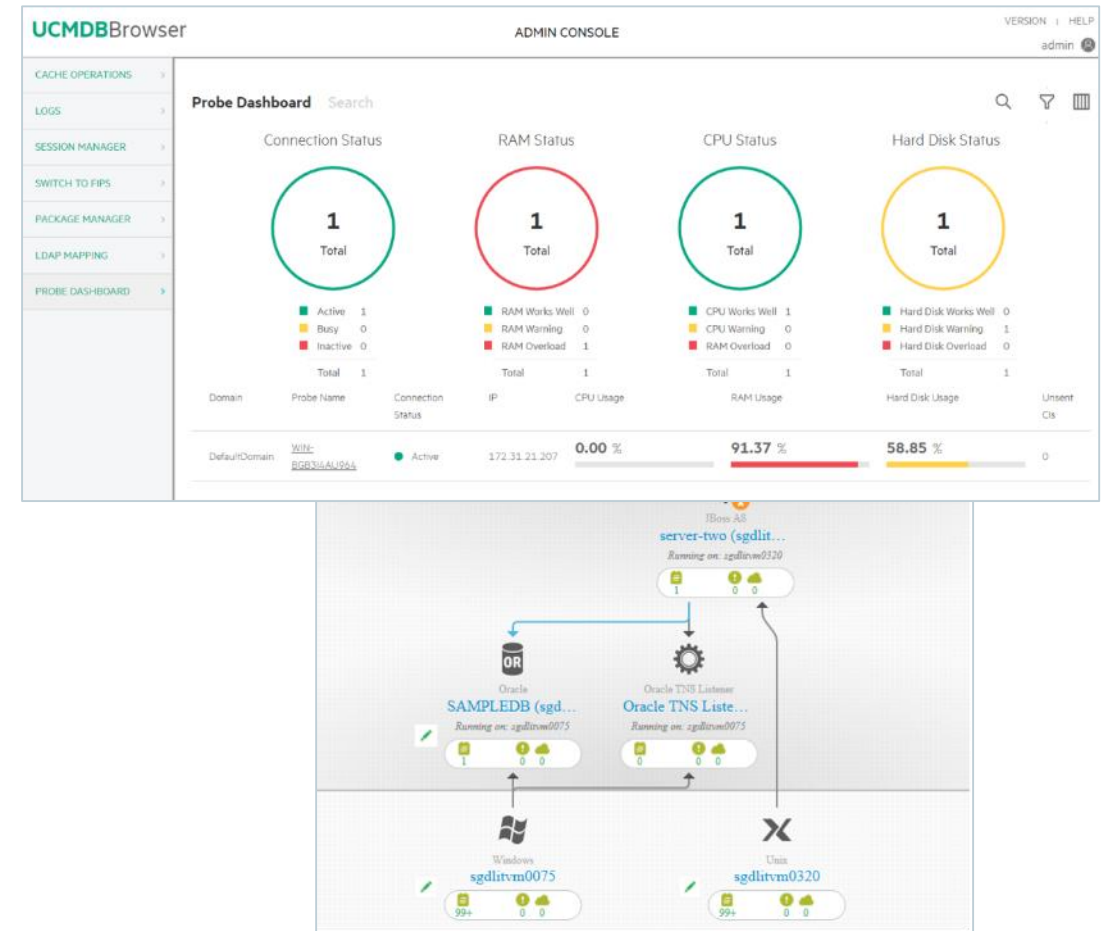 UCMDBBrowser
ADMIN CONSOLE
VERSION | HELP
admin
CACHE OPERATIONS
LOGS
SESSION MANAGER
SWITCH TO FIPS
PACKAGE MANAGER
LDAP MAPPING
PROBE DASHBOARD
Probe Dashboard Search
Connection Status RAM Status CPU Status Hard Disk Status
1 1 1 1
Total Total Total Total
Active 1 RAM Works Well 0 CPU Works Well 1 Hard Disk Works Well 0
Busy 0 RAM Warning 0 CPU Warning 0 Hard Disk Warning 1
Inactive 0 RAM Overload 1 RAM Overload 0 Hard Disk Overload 0
Total 1 Total 1 Total 1 Total 1
Domain Probe Name Connection Status IP CPU Usage RAM Usage Hard Disk Usage Unsent CIs
DefaultDomain WIN-BGB3I4AU964 Active 172.31.21.207 0.00 % 91.37 % 58.85 % 0
JBoss AS
server-two (sgdlit...
Running on: sgdlitvm0320
1 0 0
OR
Oracle Oracle TNS Listener
SAMPLEDB (sgd... Oracle TNS Liste...
Running on: sgdlitvm0075 Running on: sgdlitvm0075
1 0 0 0 0 0
Windows Unix
sgdlitvm0075 sgdlitvm0320
99+ 0 0 99+ 0 0